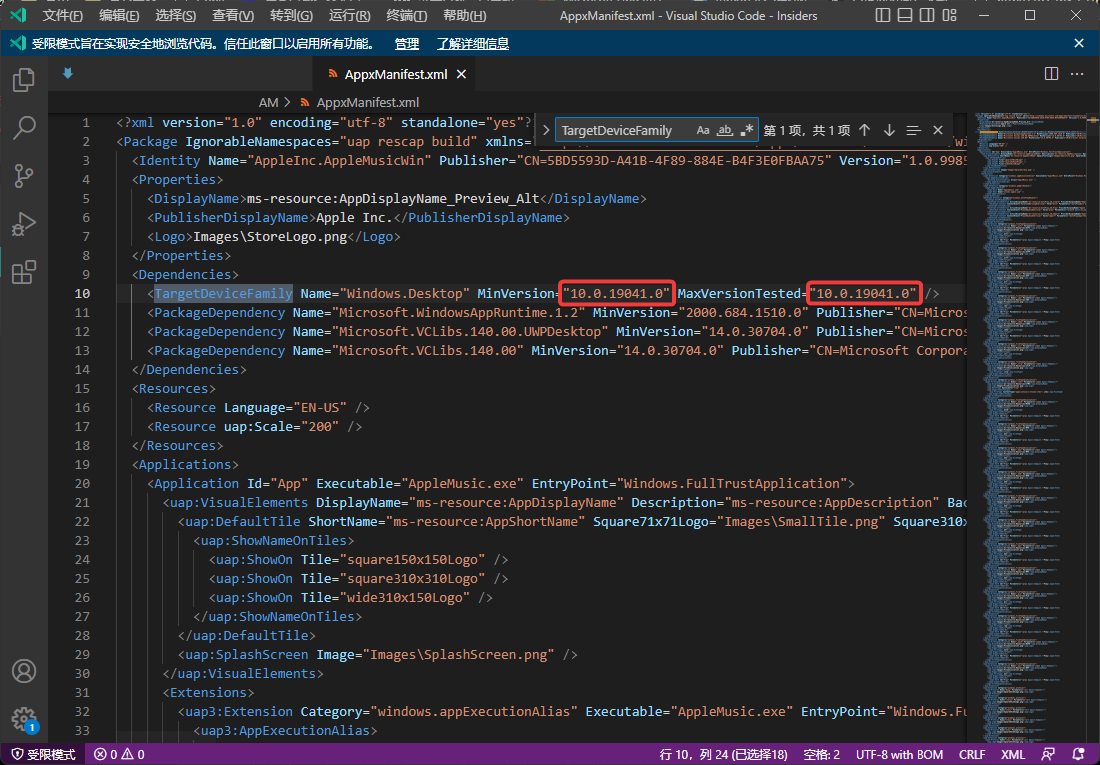 文件(F) 编辑(E) 选择(S) 查看(V) 转到(G) 运行(R) 终端(T) 帮助(H) AppxManifest.xml - Visual Studio Code - Insiders
受限模式旨在实现安全地浏览代码。信任此窗口以启用所有功能。 管理 了解详细信息
AppxManifest.xml
AM > AppxManifest.xml
TargetDeviceFamily Aa ab .* 第 1 项，共 1 项
1 <?xml version="1.0" encoding="utf-8" standalone="yes"?
2 <Package IgnorableNamespaces="uap rescap build" xmlns=
3 <Identity Name="AppleInc.AppleMusicWin" Publisher="CN=5BD5593D-A41B-4F89-884E-B4F3E0FBAA75" Version="1.0.9985
4 <Properties>
5 <DisplayName>ms-resource:AppDisplayName_Preview_Alt</DisplayName>
6 <PublisherDisplayName>Apple Inc.</PublisherDisplayName>
7 <Logo>Images\StoreLogo.png</Logo>
8 </Properties>
9 <Dependencies>
10 <TargetDeviceFamily Name="Windows.Desktop" MinVersion="10.0.19041.0" MaxVersionTested="10.0.19041.0" />
11 <PackageDependency Name="Microsoft.WindowsAppRuntime.1.2" MinVersion="2000.684.1510.0" Publisher="CN=Micros
12 <PackageDependency Name="Microsoft.VCLibs.140.00.UWPDesktop" MinVersion="14.0.30704.0" Publisher="CN=Micros
13 <PackageDependency Name="Microsoft.VCLibs.140.00" MinVersion="14.0.30704.0" Publisher="CN=Microsoft Corpora
14 </Dependencies>
15 <Resources>
16 <Resource Language="EN-US" />
17 <Resource uap:Scale="200" />
18 </Resources>
19 <Applications>
20 <Application Id="App" Executable="AppleMusic.exe" EntryPoint="Windows.FullTrustApplication">
21 <uap:VisualElements DisplayName="ms-resource:AppDisplayName" Description="ms-resource:AppDescription" Bac
22 <uap:DefaultTile ShortName="ms-resource:AppShortName" Square71x71Logo="Images\SmallTile.png" Square310x
23 <uap:ShowNameOnTiles>
24 <uap:ShowOn Tile="square150x150Logo" />
25 <uap:ShowOn Tile="square310x310Logo" />
26 <uap:ShowOn Tile="wide310x150Logo" />
27 </uap:ShowNameOnTiles>
28 </uap:DefaultTile>
29 <uap:SplashScreen Image="Images\SplashScreen.png" />
30 </uap:VisualElements>
31 <Extensions>
32 <uap3:Extension Category="windows.appExecutionAlias" Executable="AppleMusic.exe" EntryPoint="Windows.Fu
33 <uap3:AppExecutionAlias>
1
受限模式 0 0 行 10，列 24 (已选择18) 空格: 2 UTF-8 with BOM CRLF XML